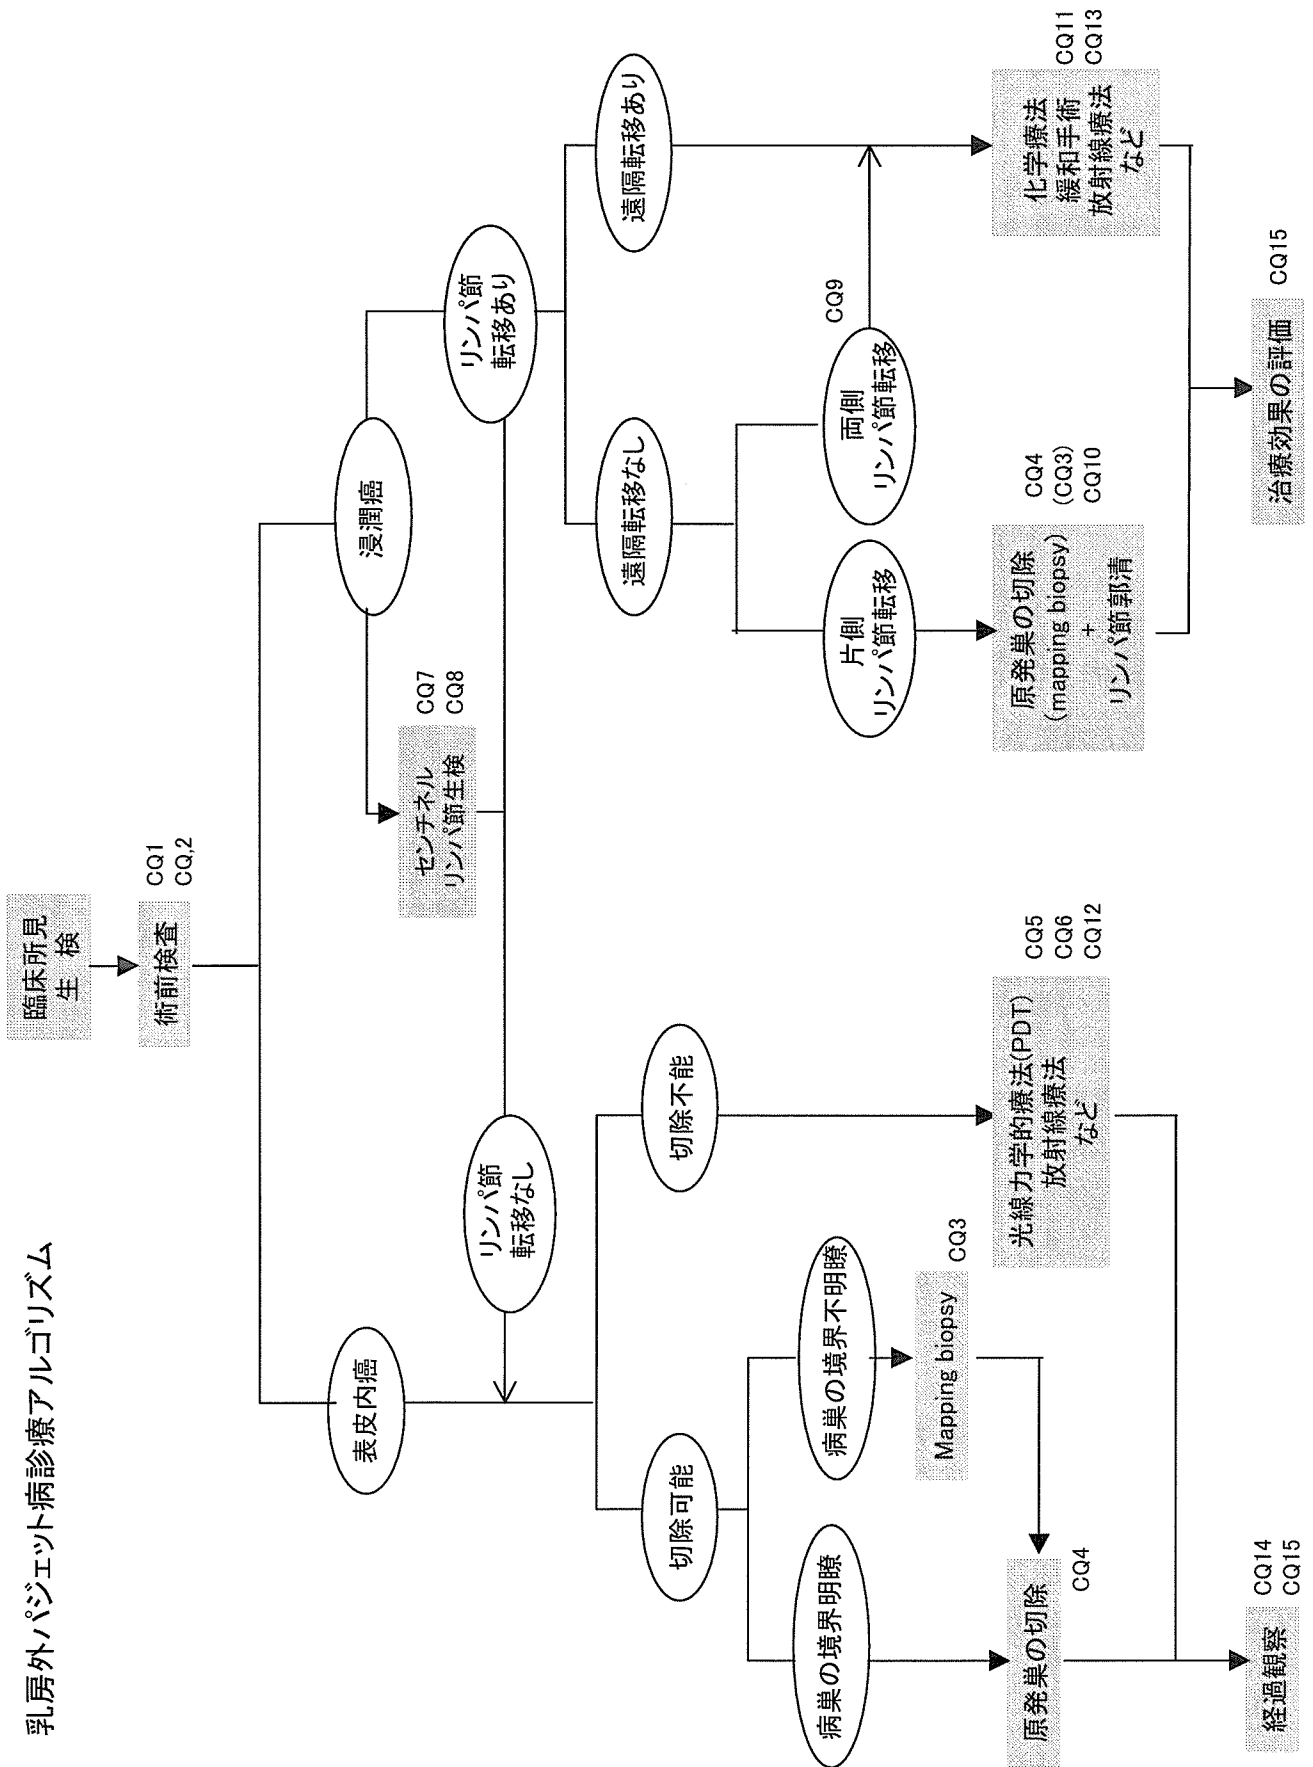 乳房外パジェット病診療アルゴリズム
臨床所見
生　検
術前検査
CQ1
CQ,2
表皮内癌
浸潤癌
センチネル
リンパ節生検
CQ7
CQ8
リンパ節
転移なし
リンパ節
転移あり
切除可能
切除不能
遠隔転移なし
遠隔転移あり
病巣の境界明瞭
病巣の境界不明瞭
片側
リンパ節転移
両側
リンパ節転移
CQ9
Mapping biopsy
CQ3
原発巣の切除
CQ4
光線力学的療法(PDT)
放射線療法
など
CQ5
CQ6
CQ12
原発巣の切除
(mapping biopsy)
+
リンパ節郭清
CQ4
(CQ3)
CQ10
化学療法
緩和手術
放射線療法
など
CQ11
CQ13
経過観察
CQ14
CQ15
治療効果の評価
CQ15